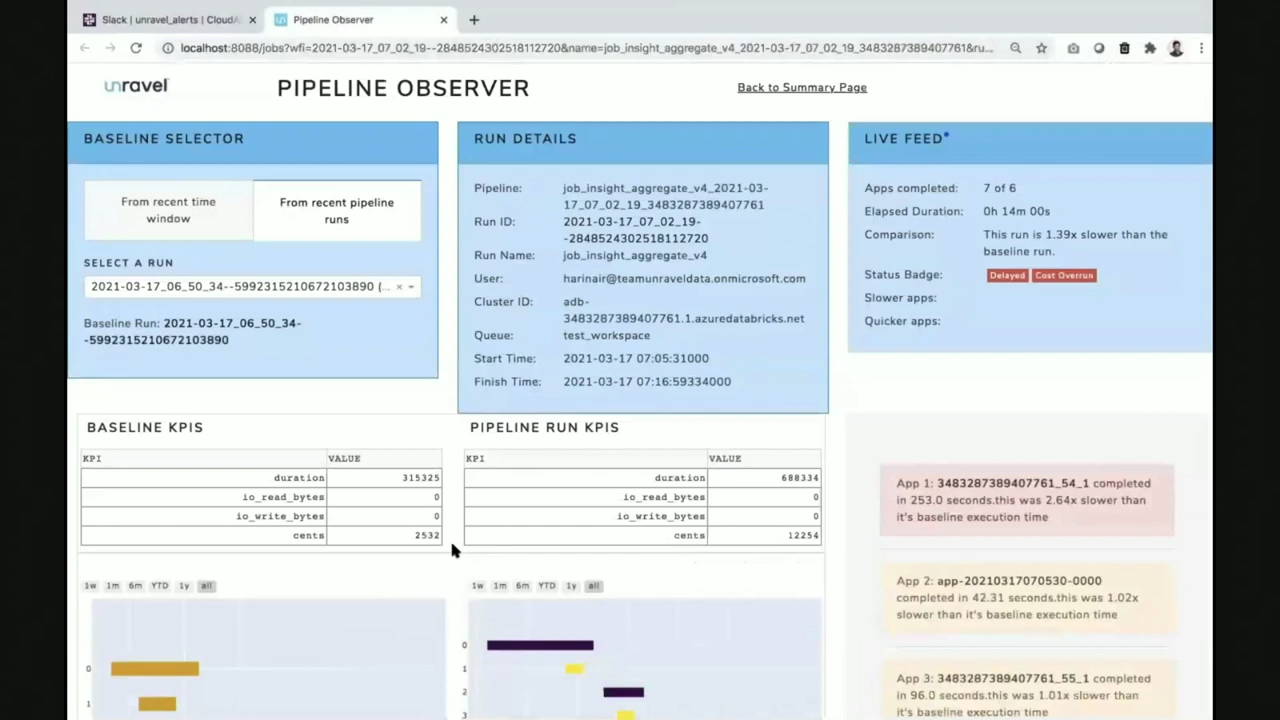 Slack | unravel_alerts | CloudA
Pipeline Observer
localhost:8088/jobs?wfi=2021-03-17_07_02_19--2848524302518112720&name=job_insight_aggregate_v4_2021-03-17_07_02_19_3483287389407761&ru...
unravel
PIPELINE OBSERVER
Back to Summary Page
BASELINE SELECTOR
From recent time
window
From recent pipeline
runs
SELECT A RUN
2021-03-17_06_50_34--5992315210672103890 (...
Baseline Run: 2021-03-17_06_50_34-
-5992315210672103890
RUN DETAILS
Pipeline: job_insight_aggregate_v4_2021-03-
17_07_02_19_3483287389407761
Run ID: 2021-03-17_07_02_19-
-2848524302518112720
Run Name: job_insight_aggregate_v4
User: harinair@teamunraveldata.onmicrosoft.com
Cluster ID: adb-
3483287389407761.1.azuredatabricks.net
Queue: test_workspace
Start Time: 2021-03-17 07:05:31000
Finish Time: 2021-03-17 07:16:59334000
LIVE FEED*
Apps completed: 7 of 6
Elapsed Duration: 0h 14m 00s
Comparison: This run is 1.39x slower than the
baseline run.
Status Badge: Delayed Cost Overrun
Slower apps:
Quicker apps:
BASELINE KPIS
KPI VALUE
duration 315325
io_read_bytes 0
io_write_bytes 0
cents 2532
1w 1m 6m YTD 1y all
0
1
PIPELINE RUN KPIS
KPI VALUE
duration 688334
io_read_bytes 0
io_write_bytes 0
cents 12254
1w 1m 6m YTD 1y all
0
1
2
3
App 1: 3483287389407761_54_1 completed
in 253.0 seconds.this was 2.64x slower than
it's baseline execution time
App 2: app-20210317070530-0000
completed in 42.31 seconds.this was 1.02x
slower than it's baseline execution time
App 3: 3483287389407761_55_1 completed
in 96.0 seconds.this was 1.01x slower than
it's baseline execution time